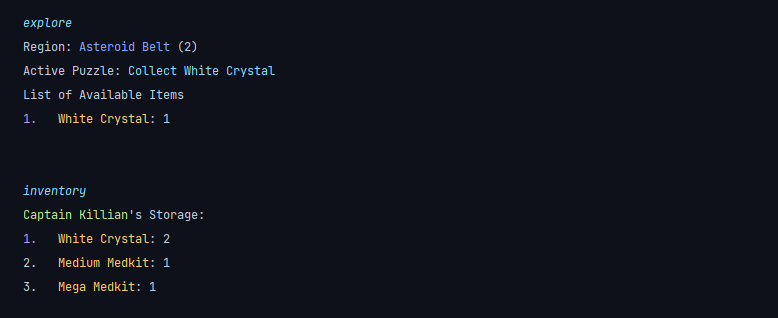 explore
Region: Asteroid Belt (2)
Active Puzzle: Collect White Crystal
List of Available Items
1. White Crystal: 1
inventory
Captain Killian's Storage:
1. White Crystal: 2
2. Medium Medkit: 1
3. Mega Medkit: 1